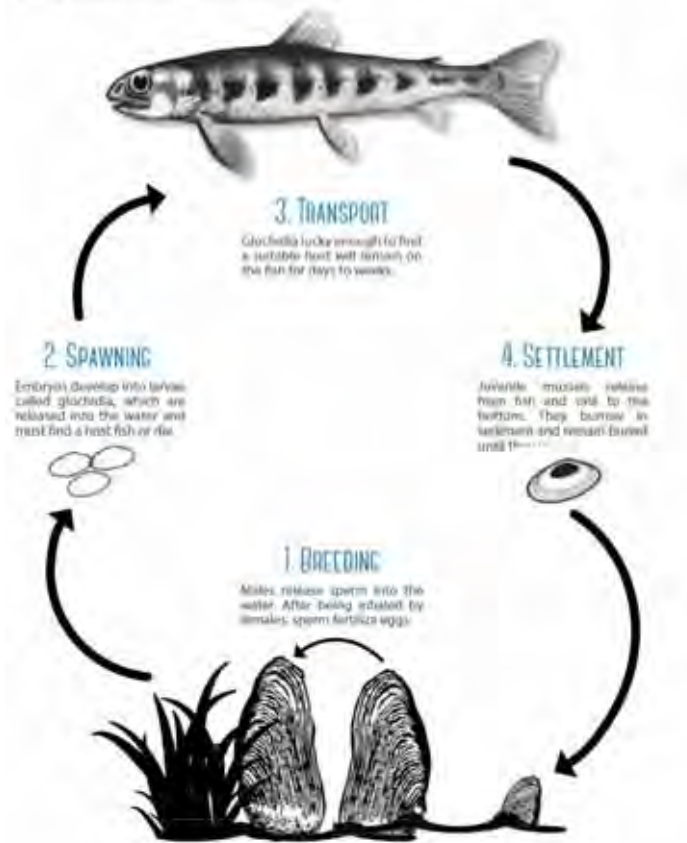 3. TRANSPORT
Glochidia lucky enough to find
a suitable host will remain on
the fish for days to weeks.
2. SPAWNING
Embryos develop into larvae
called glochidia, which are
released into the water and
must find a host fish or die.
4. SETTLEMENT
Juvenile mussels release
from fish and sink to the
bottom. They burrow in
sediment and remain buried
until
1. BREEDING
Males release sperm into the
water. After being inhaled by
females, sperm fertilize eggs.